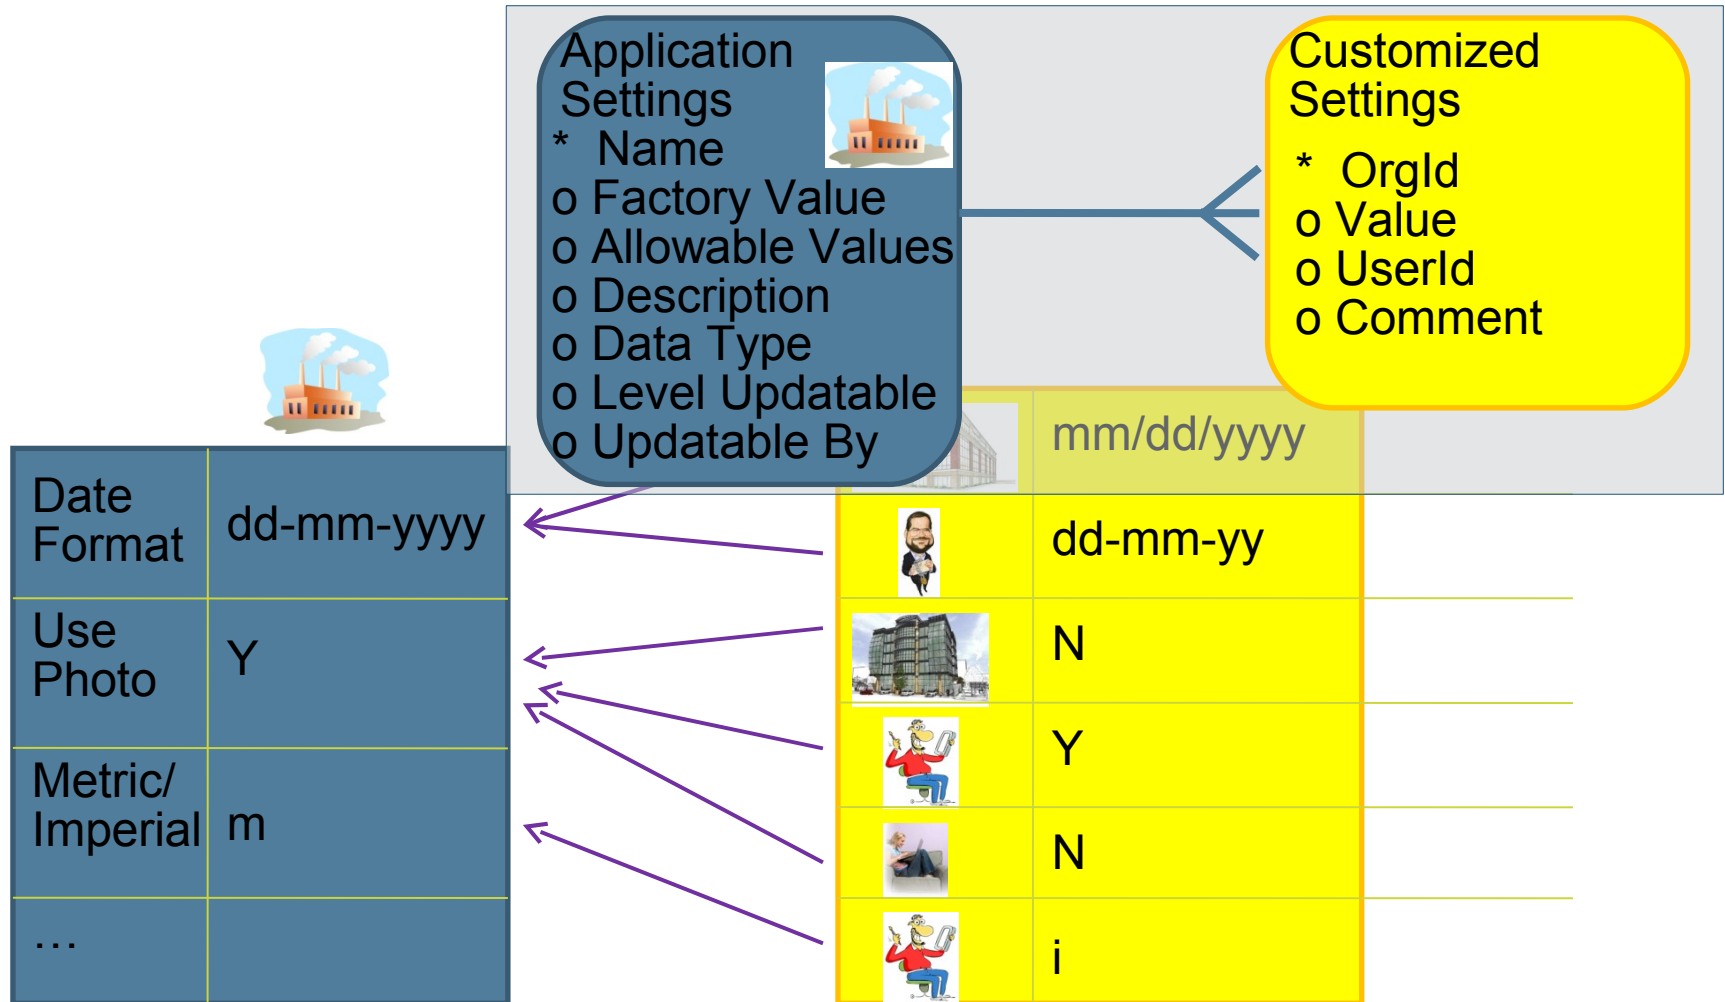 Application
Settings
* Name
o Factory Value
o Allowable Values
o Description
o Data Type
o Level Updatable
o Updatable By
Customized
Settings
* OrgId
o Value
o UserId
o Comment
Date
Format
dd-mm-yyyy
Use
Photo
Y
Metric/
Imperial
m
…
mm/dd/yyyy
dd-mm-yy
N
Y
N
i